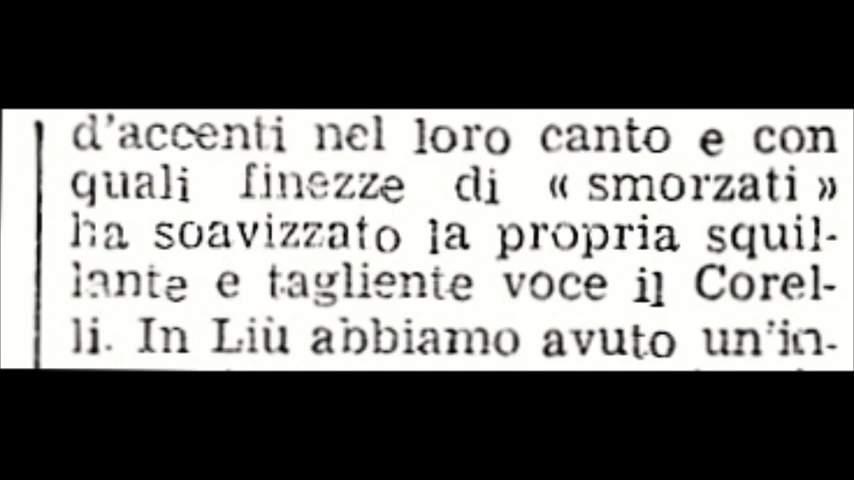 d'accenti nel loro canto e con
quali finezze di « smorzati »
ha soavizzato la propria squil-
lante e tagliente voce il Corel-
li. In Liù abbiamo avuto un'in-